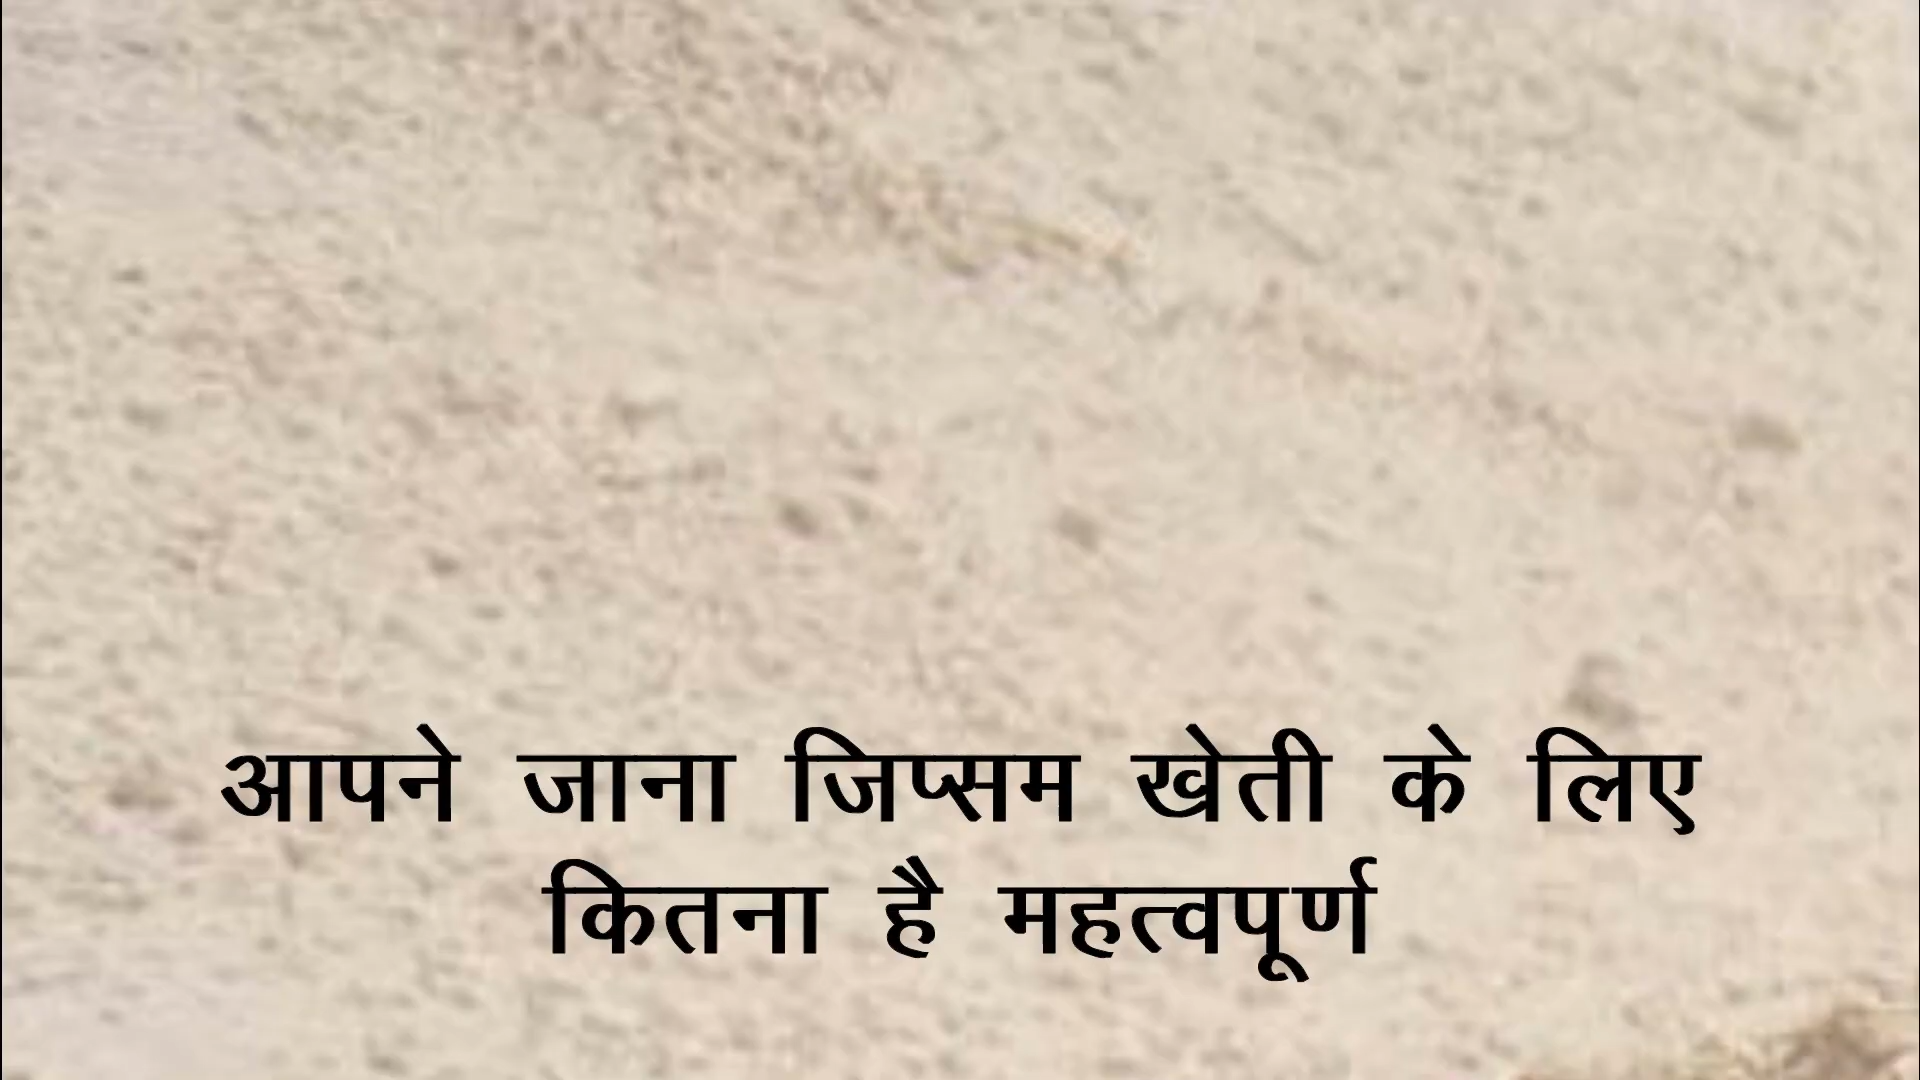 आपने जाना जिप्सम खेती के लिए
कितना है महत्वपूर्ण